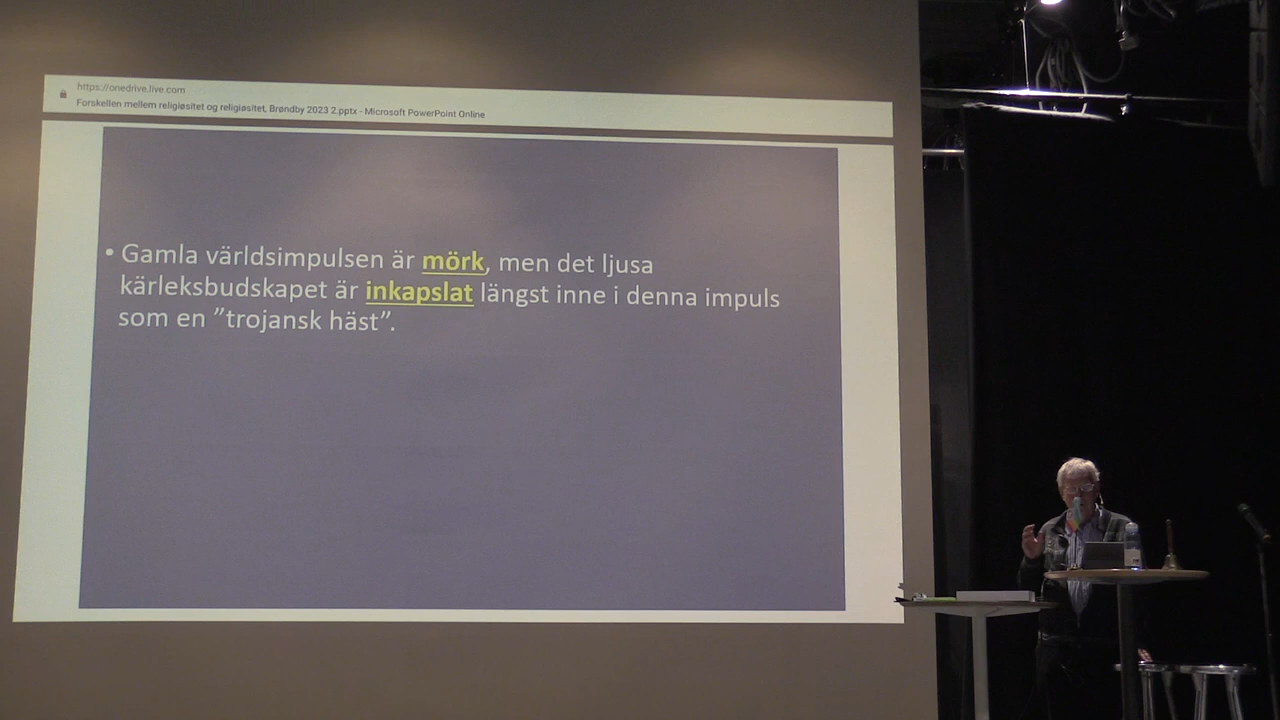 https://onedrive.live.com
Forskellen mellem religiøsitet og religiøsitet, Brøndby 2023 2.pptx - Microsoft PowerPoint Online
• Gamla världsimpulsen är mörk, men det ljusa
kärleksbudskapet är inkapslat längst inne i denna impuls
som en ”trojansk häst”.